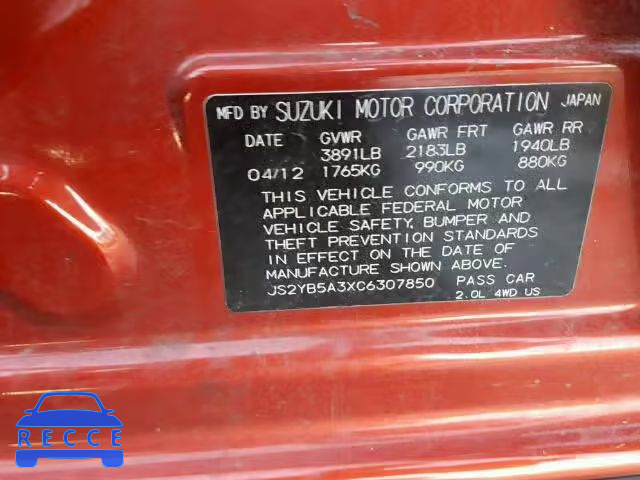 MFD BY SUZUKI MOTOR CORPORATION JAPAN
DATE GVWR GAWR FRT GAWR RR
3891LB 2183LB 1940LB
04/12 1765KG 990KG 880KG
THIS VEHICLE CONFORMS TO ALL
APPLICABLE FEDERAL MOTOR
VEHICLE SAFETY, BUMPER AND
THEFT PREVENTION STANDARDS
IN EFFECT ON THE DATE OF
MANUFACTURE SHOWN ABOVE.
JS2YB5A3XC6307850 PASS CAR
2.0L 4WD US
RECCE